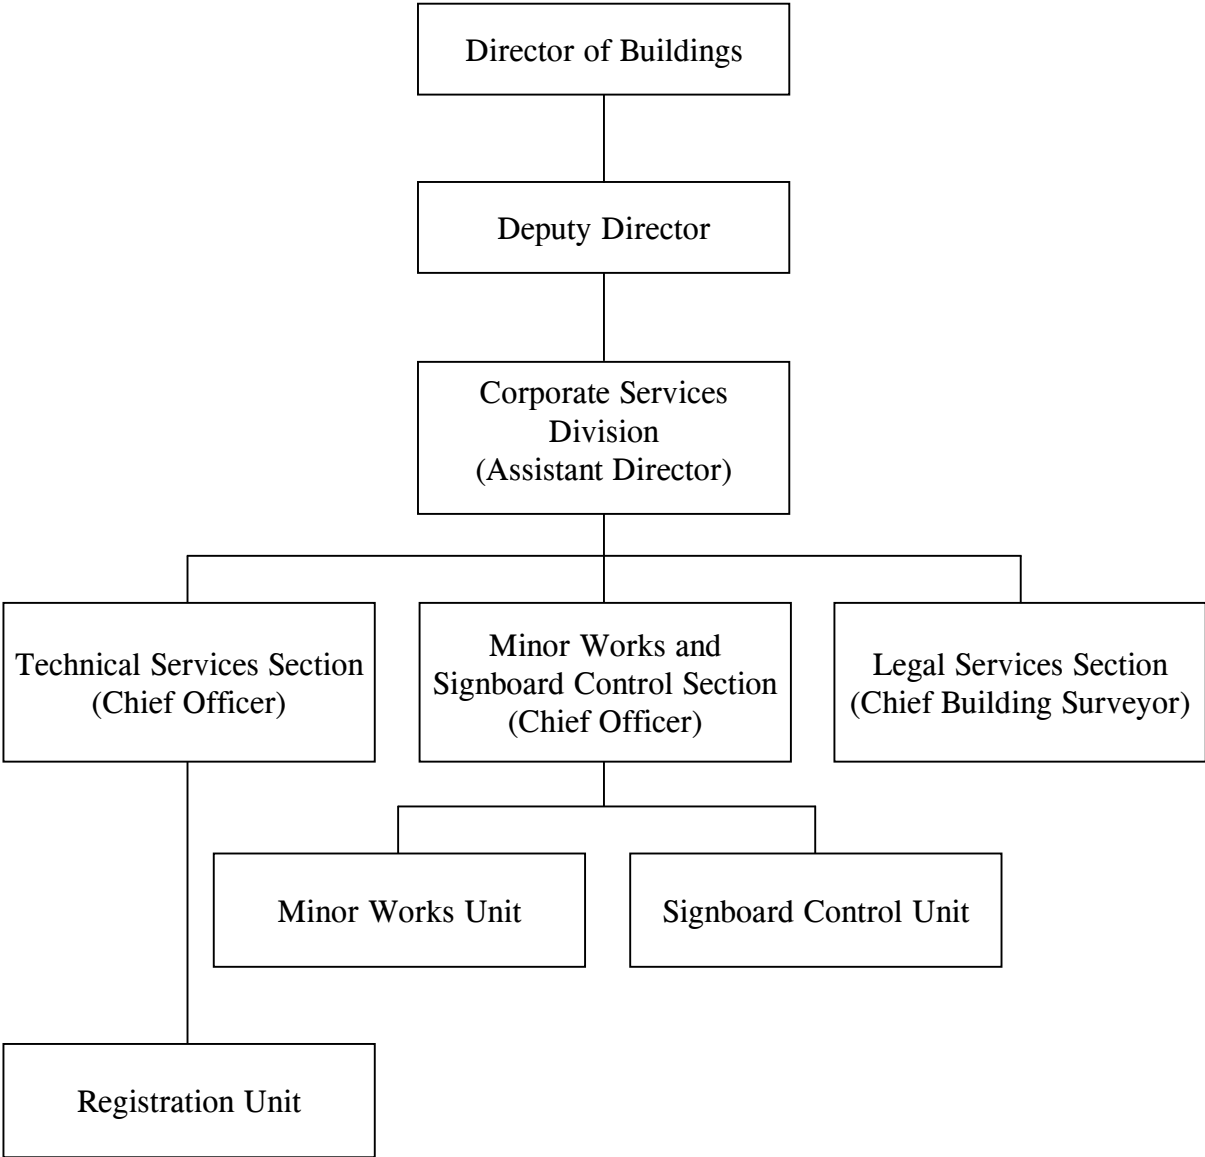 Director of Buildings
Deputy Director
Corporate Services
Division
(Assistant Director)
Technical Services Section
(Chief Officer)
Minor Works and
Signboard Control Section
(Chief Officer)
Legal Services Section
(Chief Building Surveyor)
Minor Works Unit
Signboard Control Unit
Registration Unit